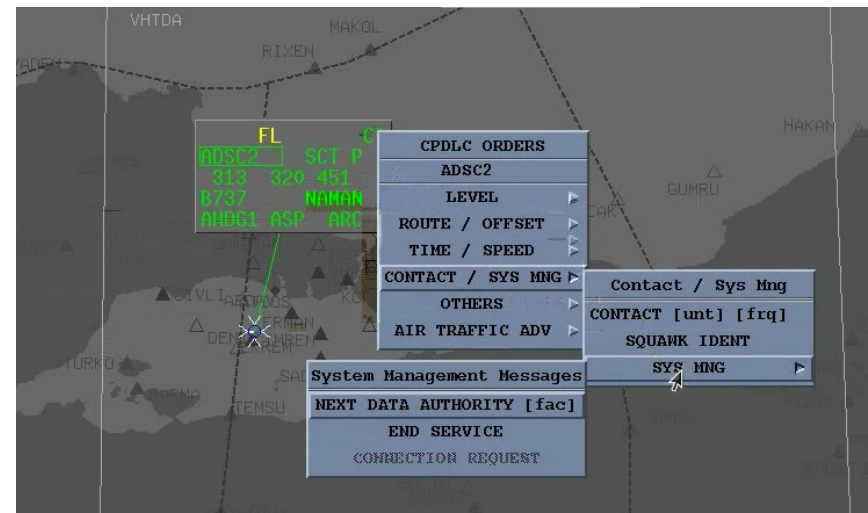 VHTDA
MAKOL
RIXEN
HAKAN
FL
ADSC2 SCT P
313 320 451
B737 NAMAN
AHDG1 ASP ARC
GUMRU
CPDLC ORDERS
ADSC2
LEVEL
ROUTE / OFFSET
TIME / SPEED
CONTACT / SYS MNG
OTHERS
AIR TRAFFIC ADV
Contact / Sys Mng
CONTACT [unt] [frq]
SQUAWK IDENT
SYS MNG
TEMSU
System Management Messages
NEXT DATA AUTHORITY [fac]
END SERVICE
CONNECTION REQUEST